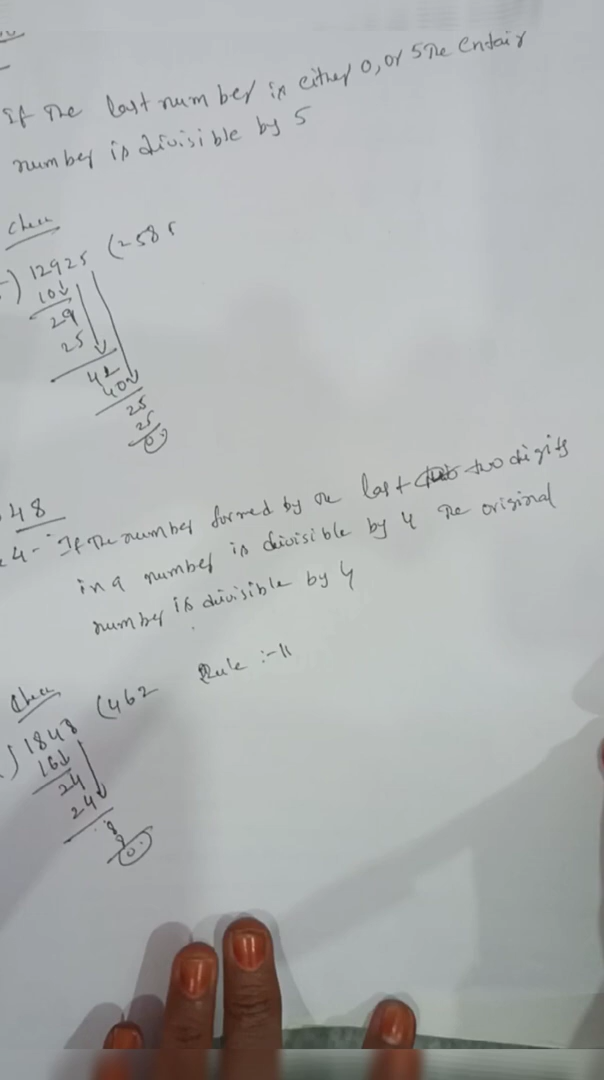 If The last number is either 0, or 5 The Entair
number is divisible by 5
Chec
) 12925 (2585
10
29
25
42
40
25
25
0
48
4- If The number formed by The last two digits
in a number is divisible by 4 The original
number is divisible by 4
Chec
Rule :- 11
) 1848 (462
16
24
24
8
8
0